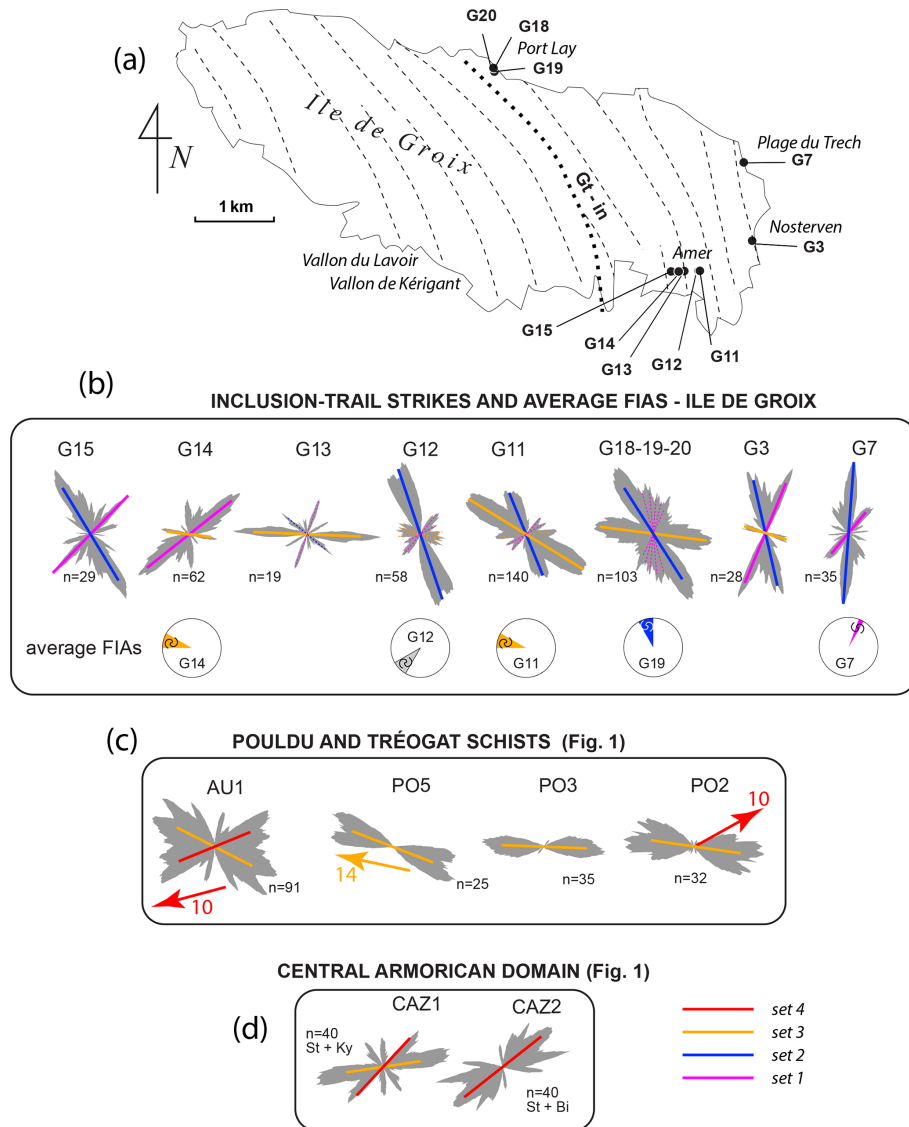 G20
G18
Port Lay
G19
(a)
N
1 km
Ile de Groix
Gt - in
Plage du Trech
G7
Nosterven
G3
Vallon du Lavoir
Vallon de Kérigant
Amer
G15
G14
G13
G12
G11
(b)
INCLUSION-TRAIL STRIKES AND AVERAGE FIAS - ILE DE GROIX
G15 G14 G13 G12 G11 G18-19-20 G3 G7
n=29 n=62 n=19 n=58 n=140 n=103 n=28 n=35
average FIAs
G14 G12 G11 G19 G7
(c)
POULDU AND TRÉOGAT SCHISTS (Fig. 1)
AU1 PO5 PO3 PO2
10
14
10
n=91 n=25 n=35 n=32
CENTRAL ARMORICAN DOMAIN (Fig. 1)
(d)
CAZ1 CAZ2
n=40
St + Ky
n=40
St + Bi
set 4
set 3
set 2
set 1